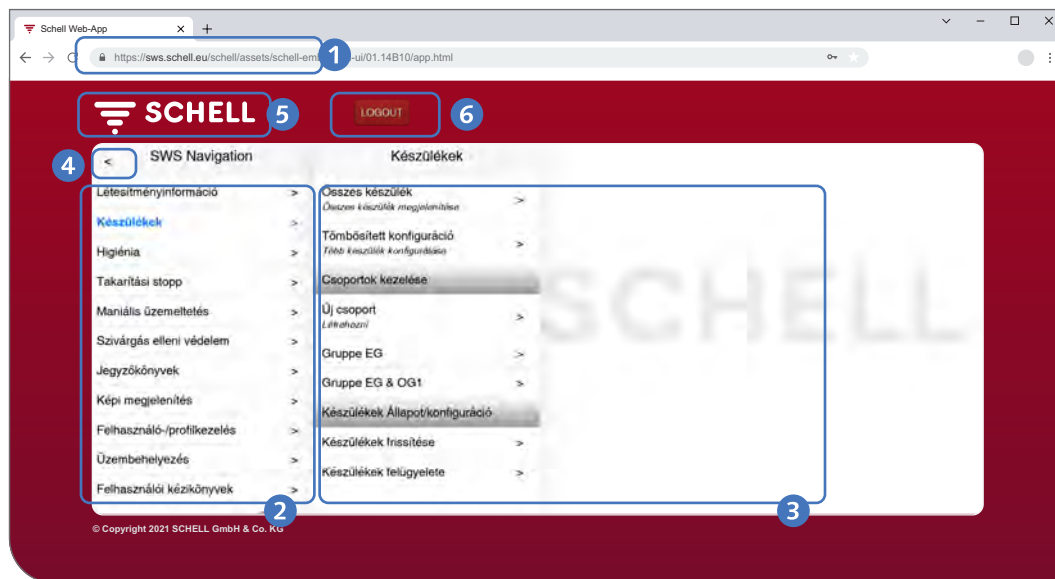 Schell Web-App
https://sws.schell.eu/schell/assets/schell-em -ui/01.14B10/app.html
1
SCHELL
5
LOGOUT
6
4
<
SWS Navigation
Készülékek
Létesítményinformáció >
Készülékek >
Higiénia >
Takarítási stopp >
Maniális üzemeltetés >
Szivárgás elleni védelem >
Jegyzőkönyvek >
Képi megjelenítés >
Felhasználó-/profilkezelés >
Üzembehelyezés >
Felhasználói kézikönyvek >
2
Összes készülék >
Összes készülék megjelenítése
Tömbösített konfiguráció >
Több készülék konfigurálása
Csoportok kezelése
Új csoport >
Létrehozni
Gruppe EG >
Gruppe EG & OG1 >
Készülékek Állapot/konfiguráció
Készülékek frissítése >
Készülékek felügyelete >
3
SCHELL
© Copyright 2021 SCHELL GmbH & Co. KG